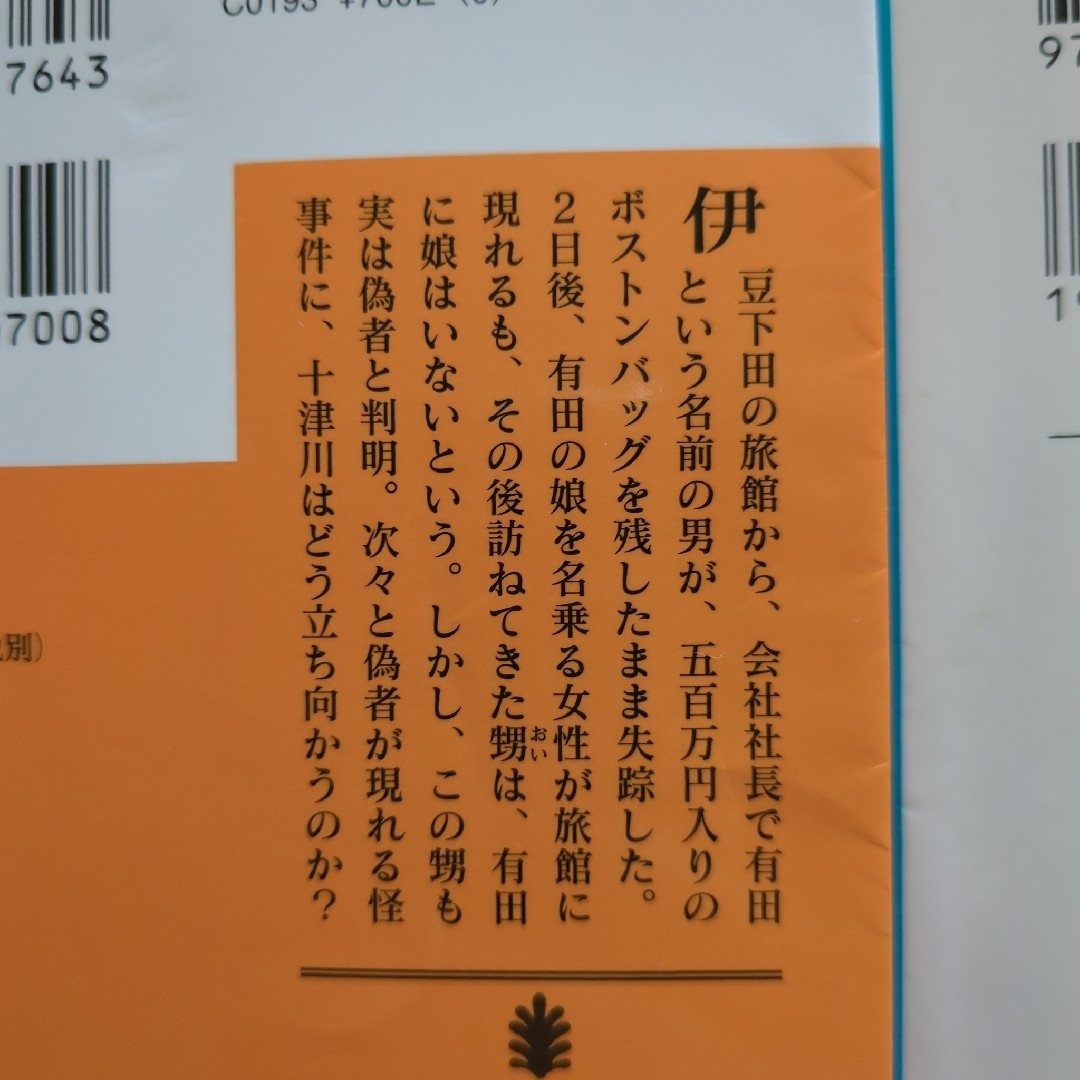 7643
7008
伊豆下田の旅館から、会社社長で有田
という名前の男が、五百万円入りの
ボストンバッグを残したまま失踪した。
2日後、有田の娘を名乗る女性が旅館に
現れるも、その後訪ねてきた甥は、有田
おい
に娘はいないという。しかし、この甥も
実は偽者と判明。次々と偽者が現れる怪
事件に、十津川はどう立ち向かうのか?
別)
97
19